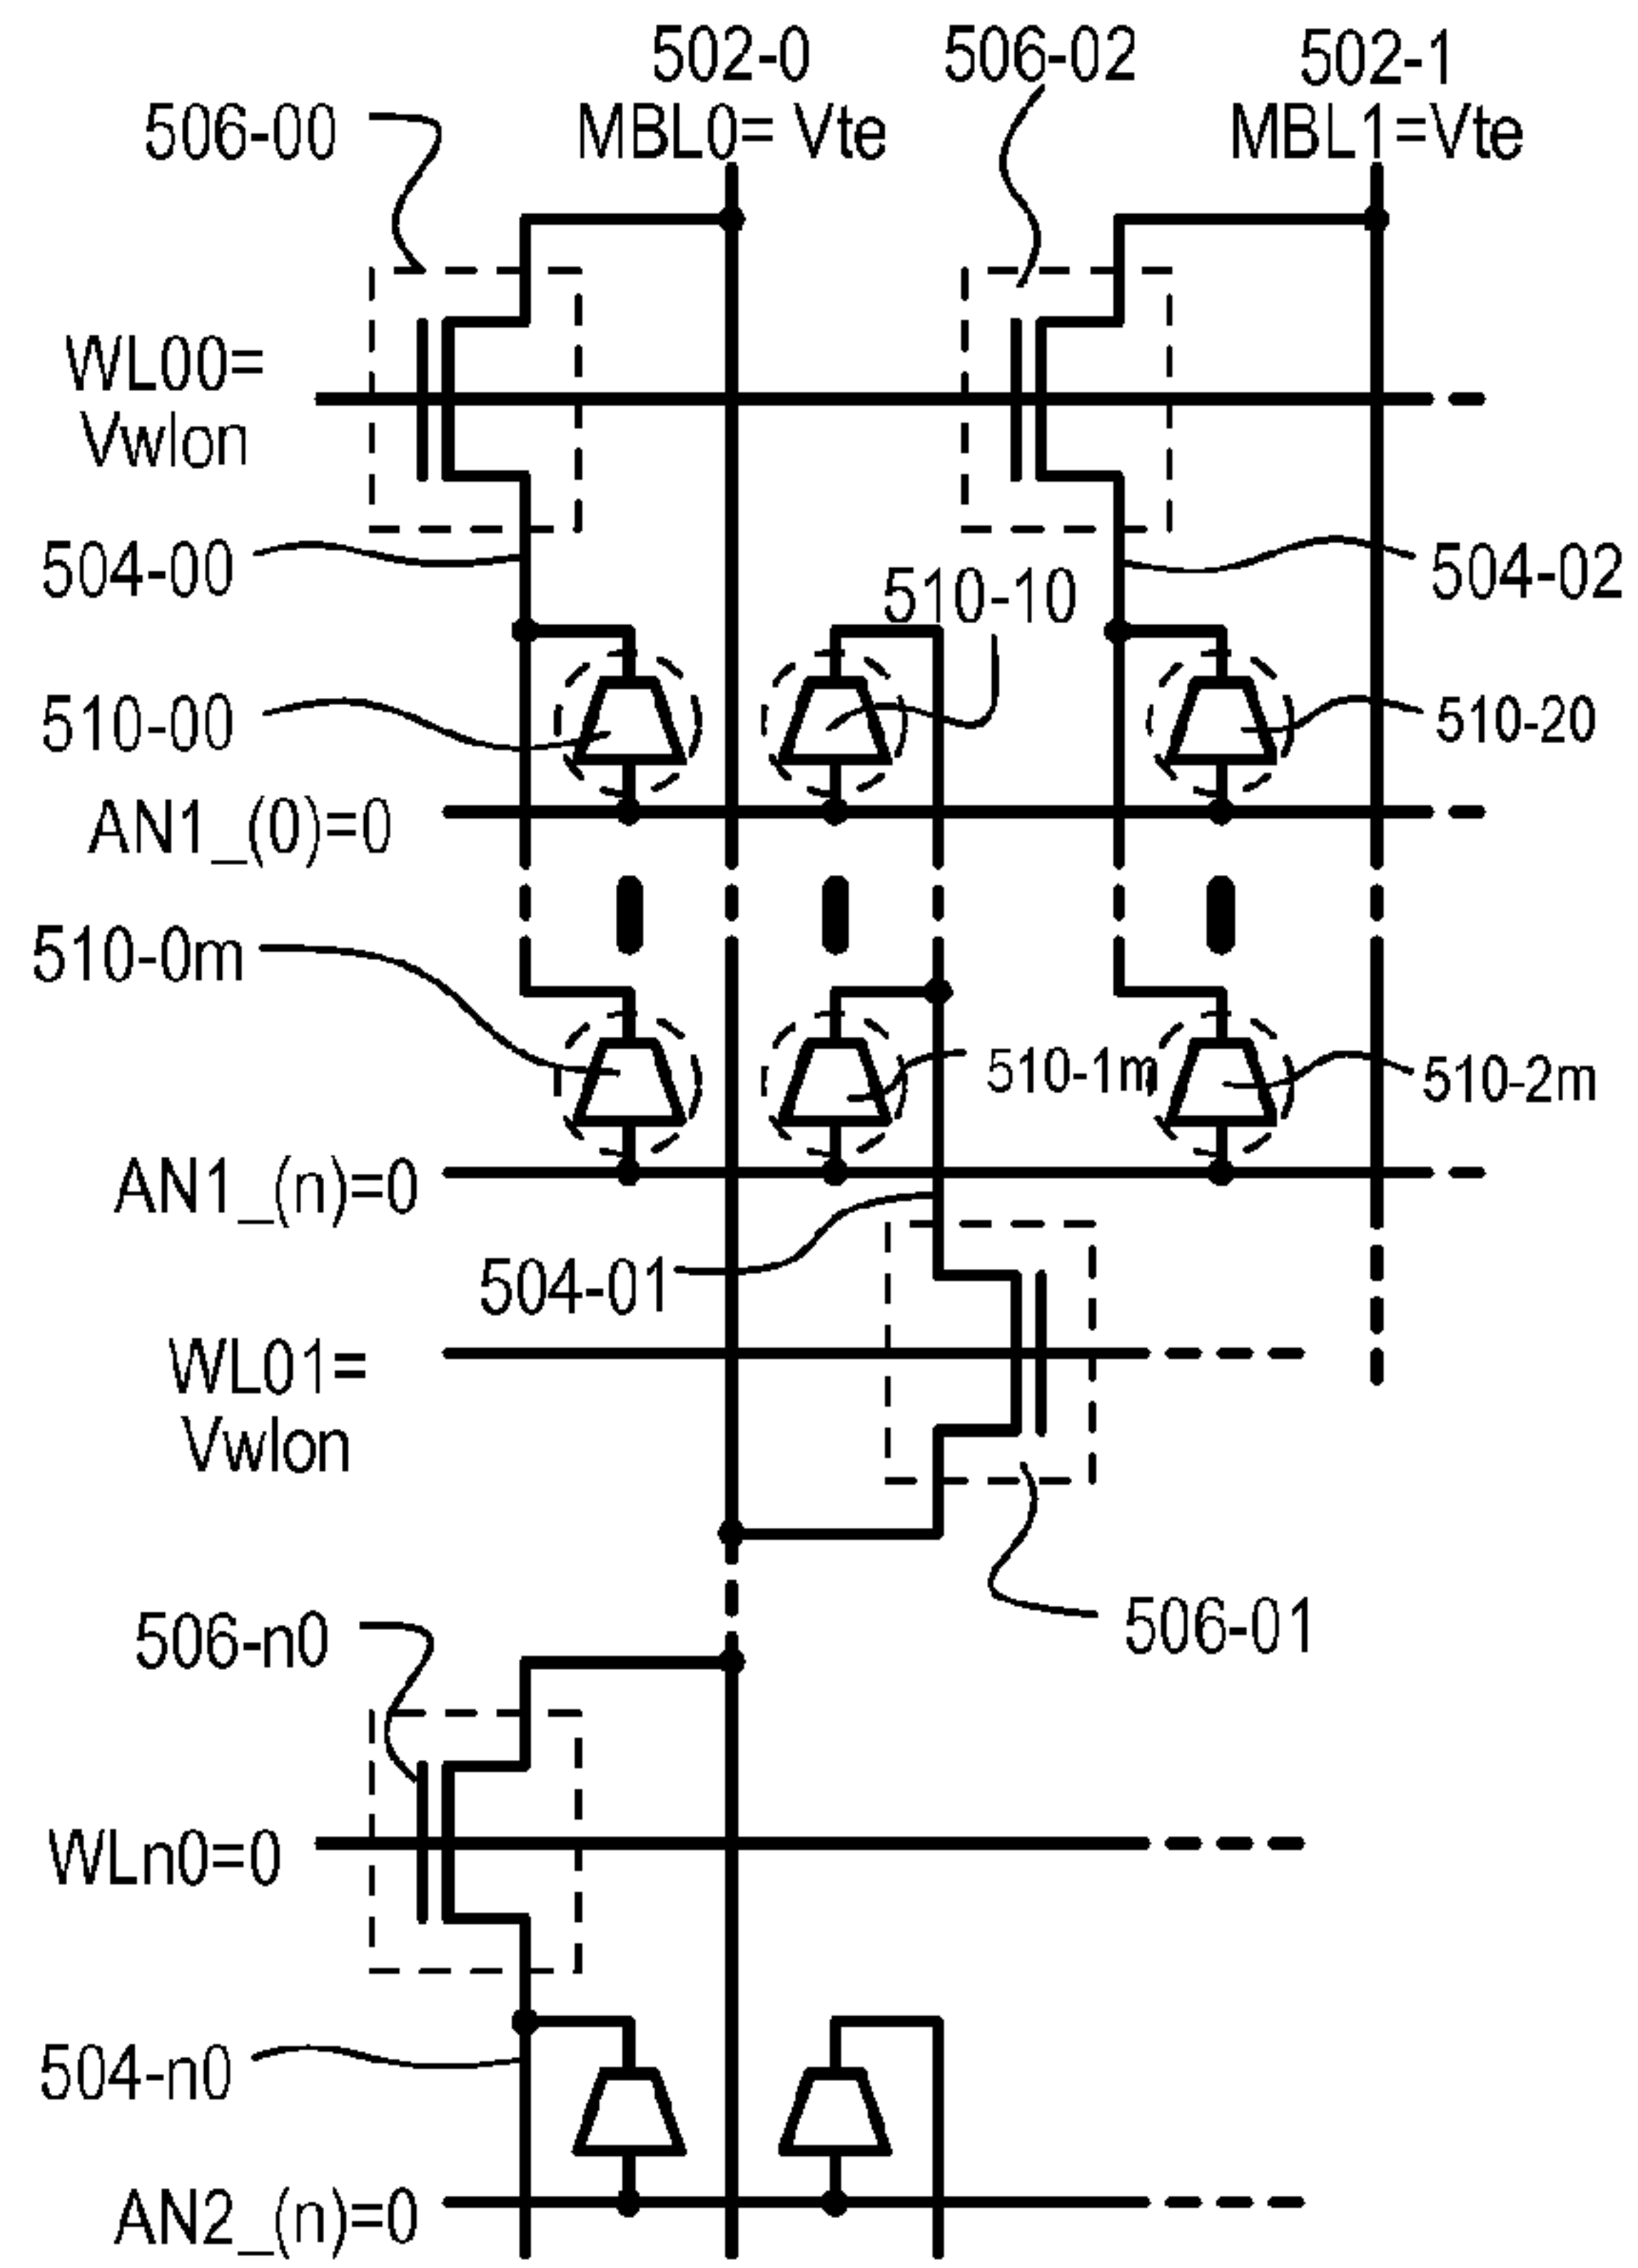 502-0
506-02
502-1
506-00
MBL0= Vte
MBL1=Vte
WL00=
Vwlon
504-00
510-10
504-02
510-00
510-20
AN1_(0)=0
510-0m
510-1m
510-2m
AN1_(n)=0
504-01
WL01=
Vwlon
506-n0
506-01
WLn0=0
504-n0
AN2_(n)=0